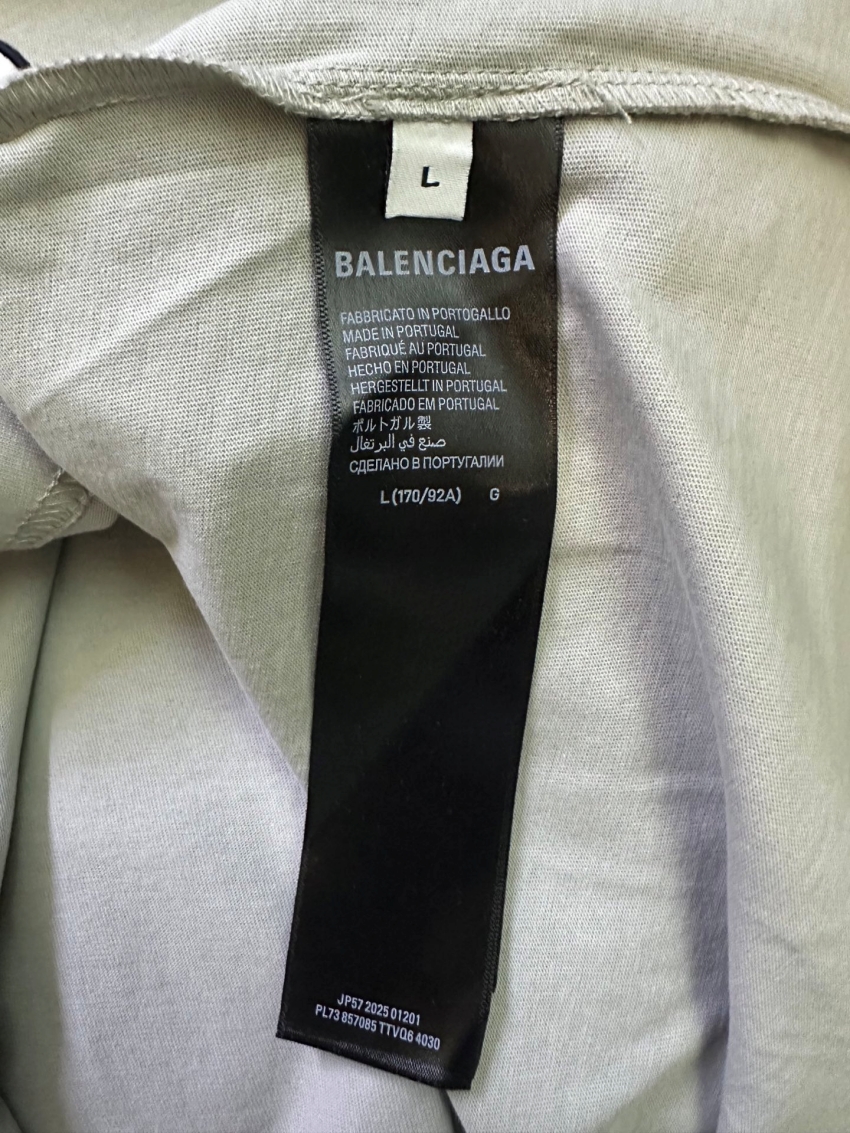 L
BALENCIAGA
FABBRICATO IN PORTOGALLO
MADE IN PORTUGAL
FABRIQUÉ AU PORTUGAL
HECHO EN PORTUGAL
HERGESTELLT IN PORTUGAL
FABRICADO EM PORTUGAL
ポルトガル製
صنع في البرتغال
СДЕЛАНО В ПОРТУГАЛИИ
L (170/92A) G
JP57 2025 01201
PL73 857085 TTVQ6 4030